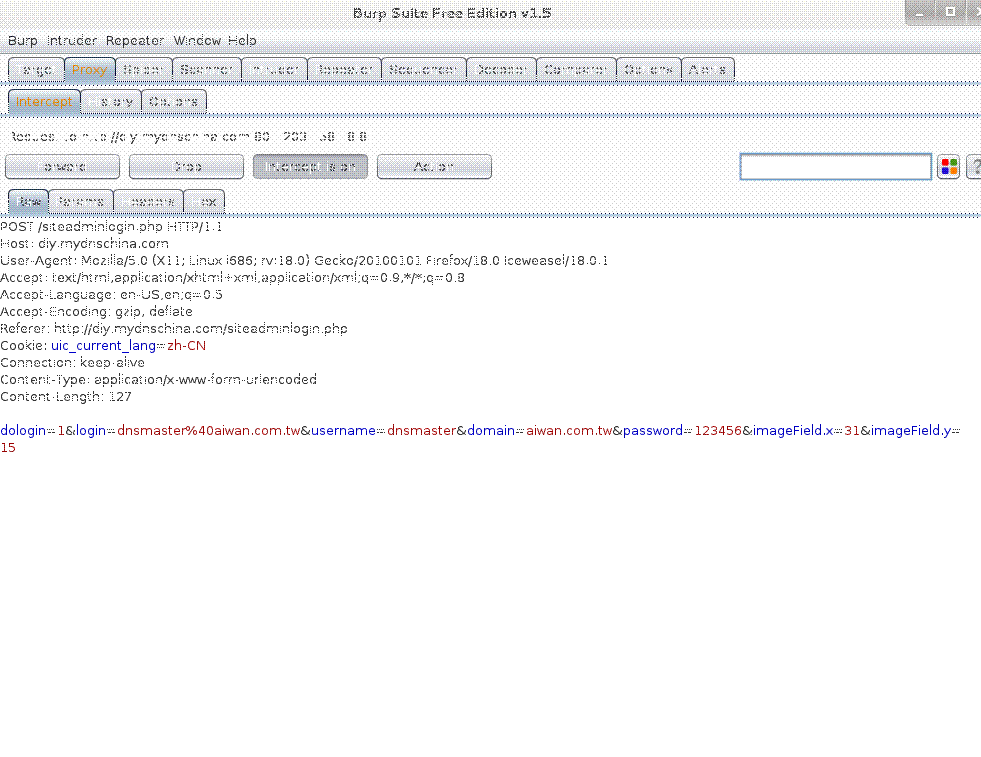 Burp Suite Free Edition v1.5
Burp Intruder Repeater Window Help
Target Proxy Spider Scanner Intruder Repeater Sequencer Decoder Comparer Options Alerts
Intercept History Options
Request to http://diy.mydnschina.com:80
Forward Drop Intercept is on Action
?
Raw Params Headers Hex
POST /siteadminlogin.php HTTP/1.1
Host: diy.mydnschina.com
User-Agent: Mozilla/5.0 (X11; Linux i686; rv:18.0) Gecko/20100101 Firefox/18.0 Iceweasel/18.0.1
Accept: text/html,application/xhtml+xml,application/xml;q=0.9,*/*;q=0.8
Accept-Language: en-US,en;q=0.5
Accept-Encoding: gzip, deflate
Referer: http://diy.mydnschina.com/siteadminlogin.php
Cookie: uic_current_lang=zh-CN
Connection: keep-alive
Content-Type: application/x-www-form-urlencoded
Content-Length: 127
dologin=1&login=dnsmaster%40aiwan.com.tw&username=dnsmaster&domain=aiwan.com.tw&password=123456&imageField.x=31&imageField.y=
15